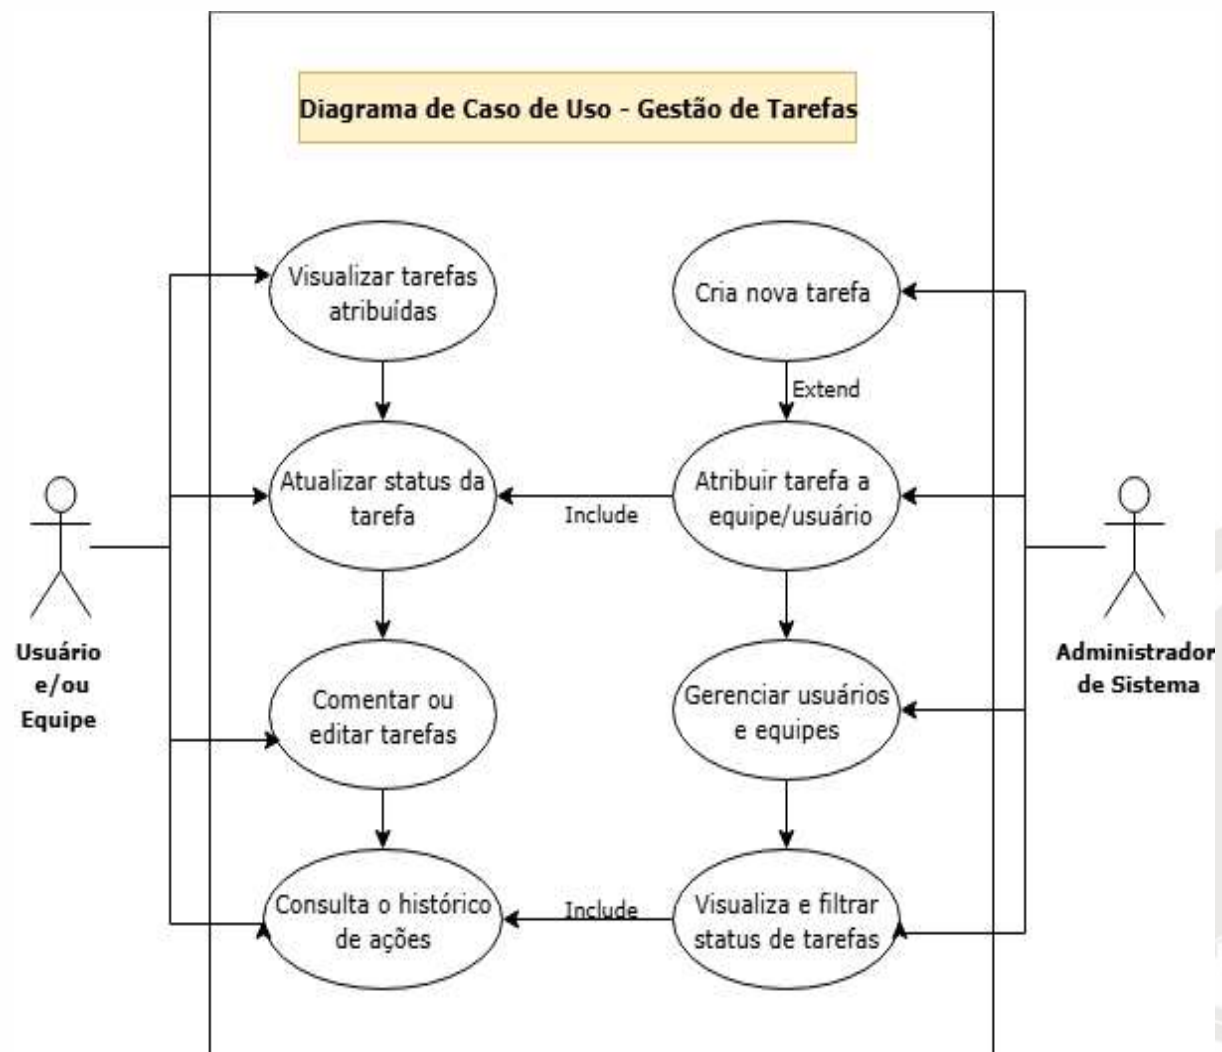 Diagrama de Caso de Uso - Gestão de Tarefas
Visualizar tarefas
atribuídas
Cria nova tarefa
Extend
Atualizar status da
tarefa
Include
Atribuir tarefa a
equipe/usuário
Usuário
e/ou
Equipe
Administrador
de Sistema
Comentar ou
editar tarefas
Gerenciar usuários
e equipes
Consulta o histórico
de ações
Include
Visualiza e filtrar
status de tarefas